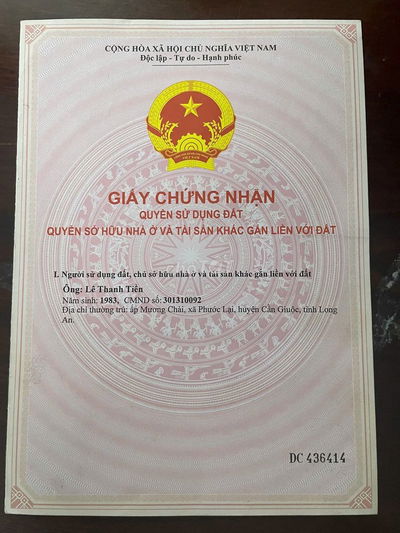 CỘNG HÒA XÃ HỘI CHỦ NGHĨA VIỆT NAM
Độc lập - Tự do - Hạnh phúc
GIẤY CHỨNG NHẬN
QUYỀN SỬ DỤNG ĐẤT
QUYỀN SỞ HỮU NHÀ Ở VÀ TÀI SẢN KHÁC GẮN LIỀN VỚI ĐẤT
I. Người sử dụng đất, chủ sở hữu nhà ở và tài sản khác gắn liền với đất
Ông: Lê Thanh Tiền
Năm sinh: 1983, CMND số: 301310092
Địa chỉ thường trú: ấp Mương Chài, xã Phước Lại, huyện Cần Giuộc, tỉnh Long
An.
DC 436414